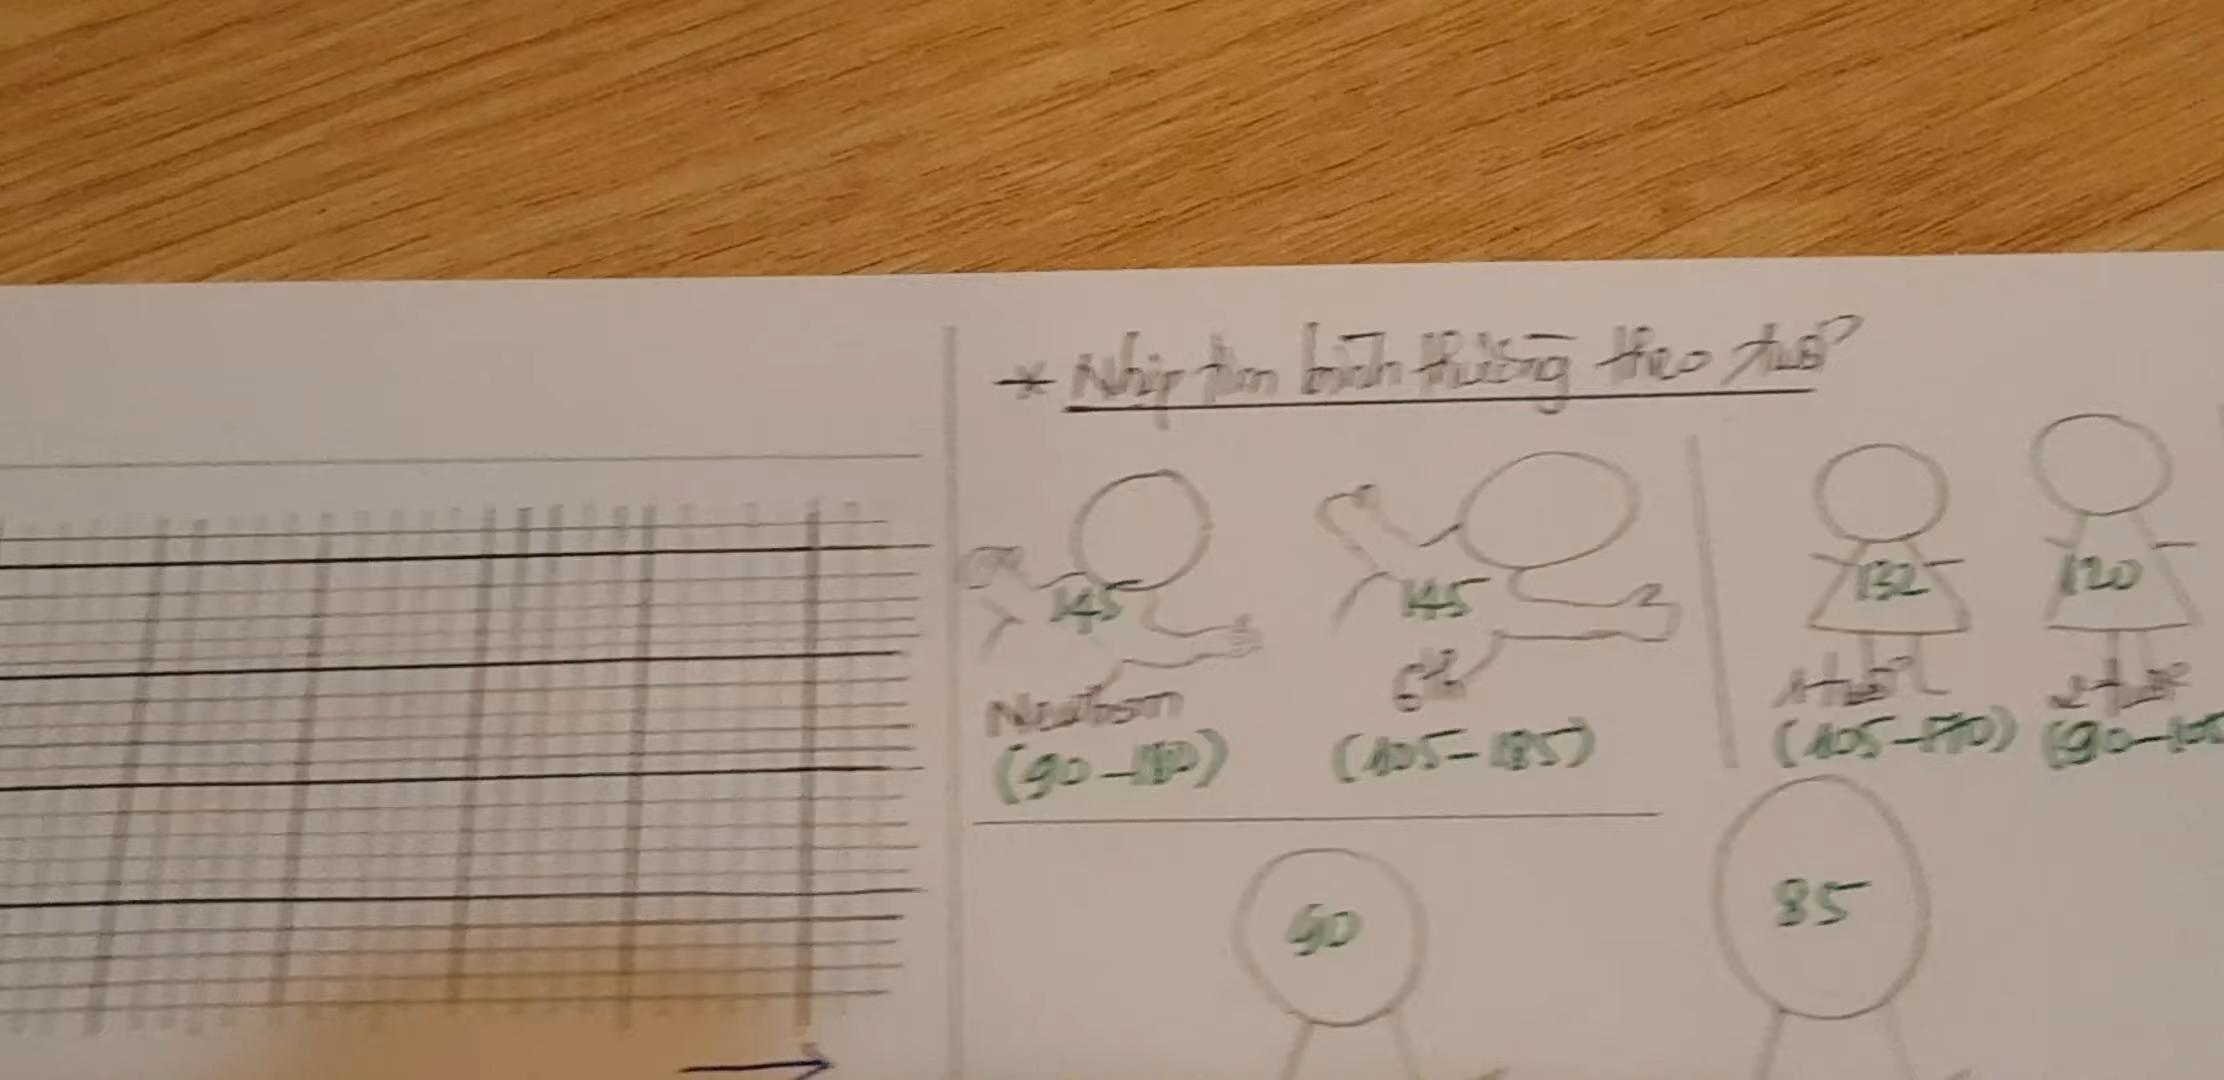 * Nhịp tim bình thường theo tuổi
145 145 132 120
Newborn 6th 1 tuổi 2 tuổi
(90-180) (105-185) (105-170) (90-
90 85